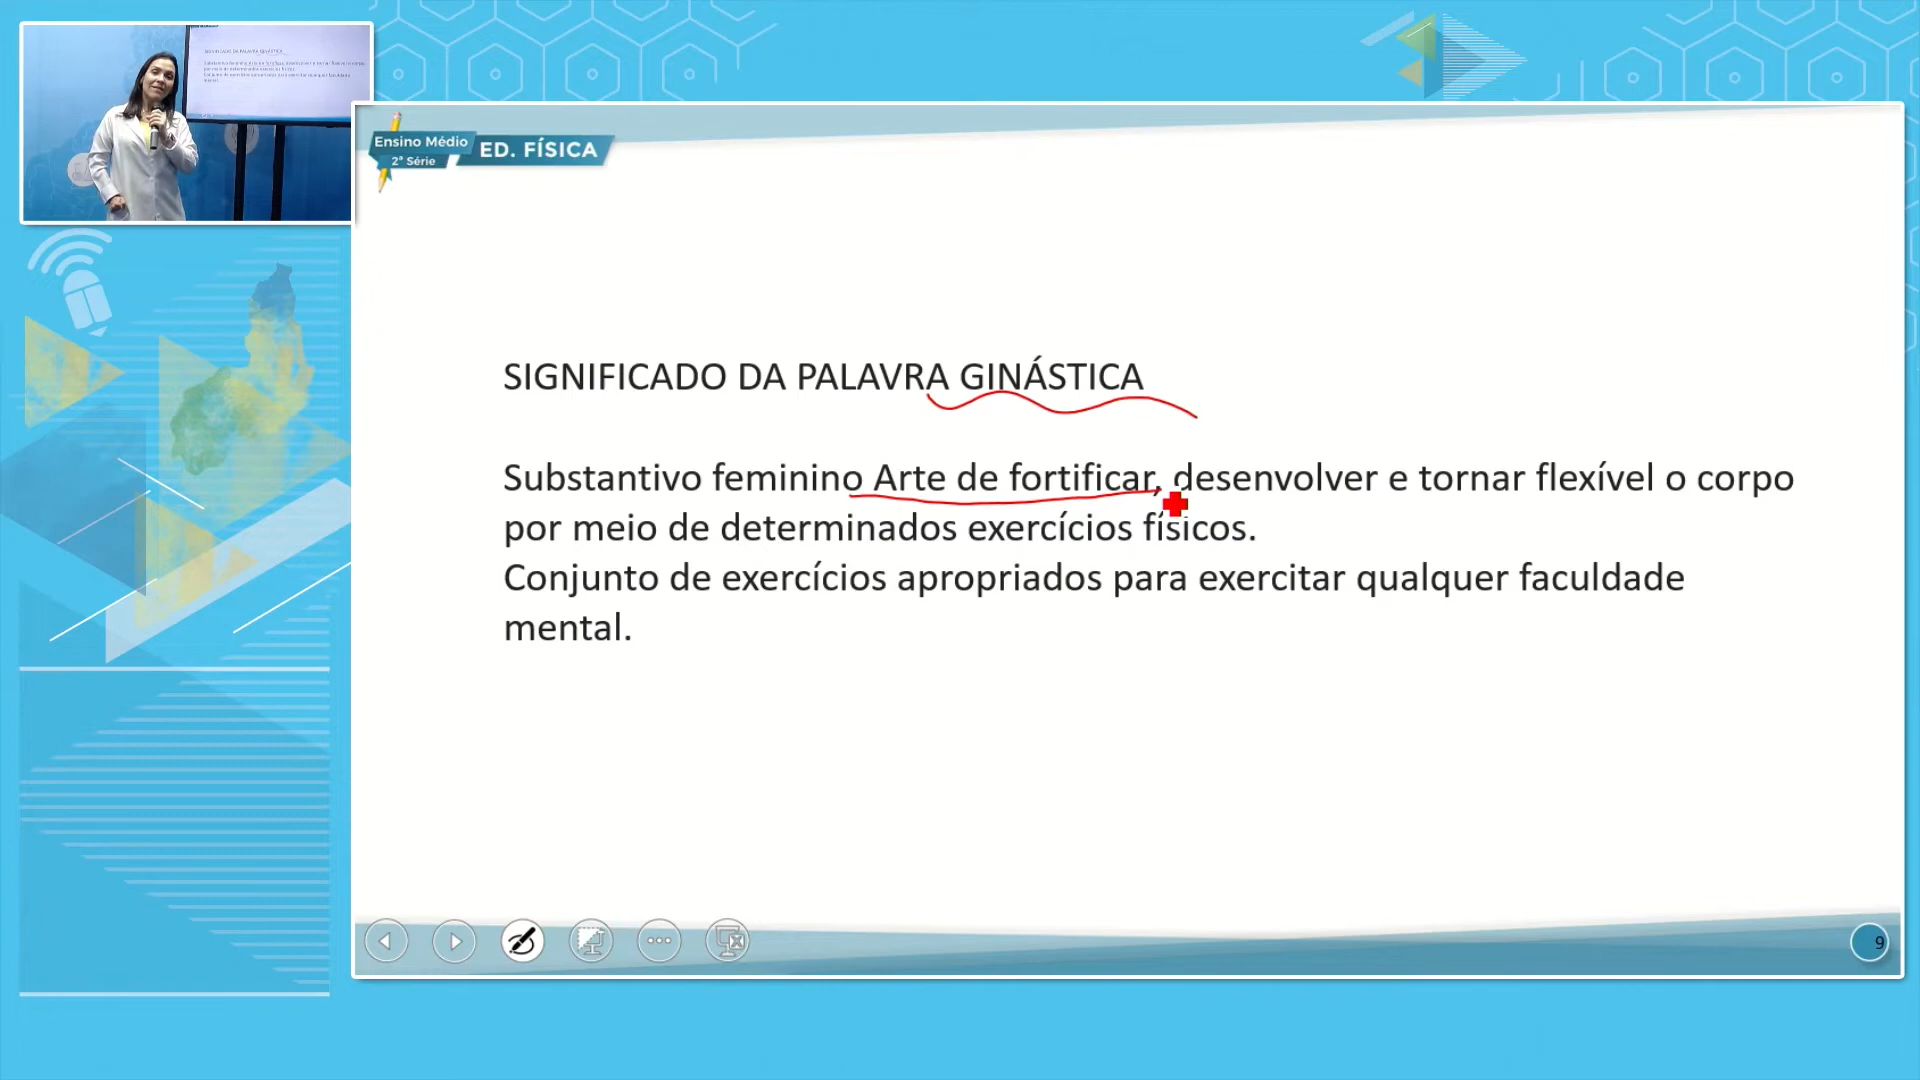 Ensino Médio
2ª Série
ED. FÍSICA
SIGNIFICADO DA PALAVRA GINÁSTICA
Substantivo feminino Arte de fortificar, desenvolver e tornar flexível o corpo
por meio de determinados exercícios físicos.
Conjunto de exercícios apropriados para exercitar qualquer faculdade
mental.
9